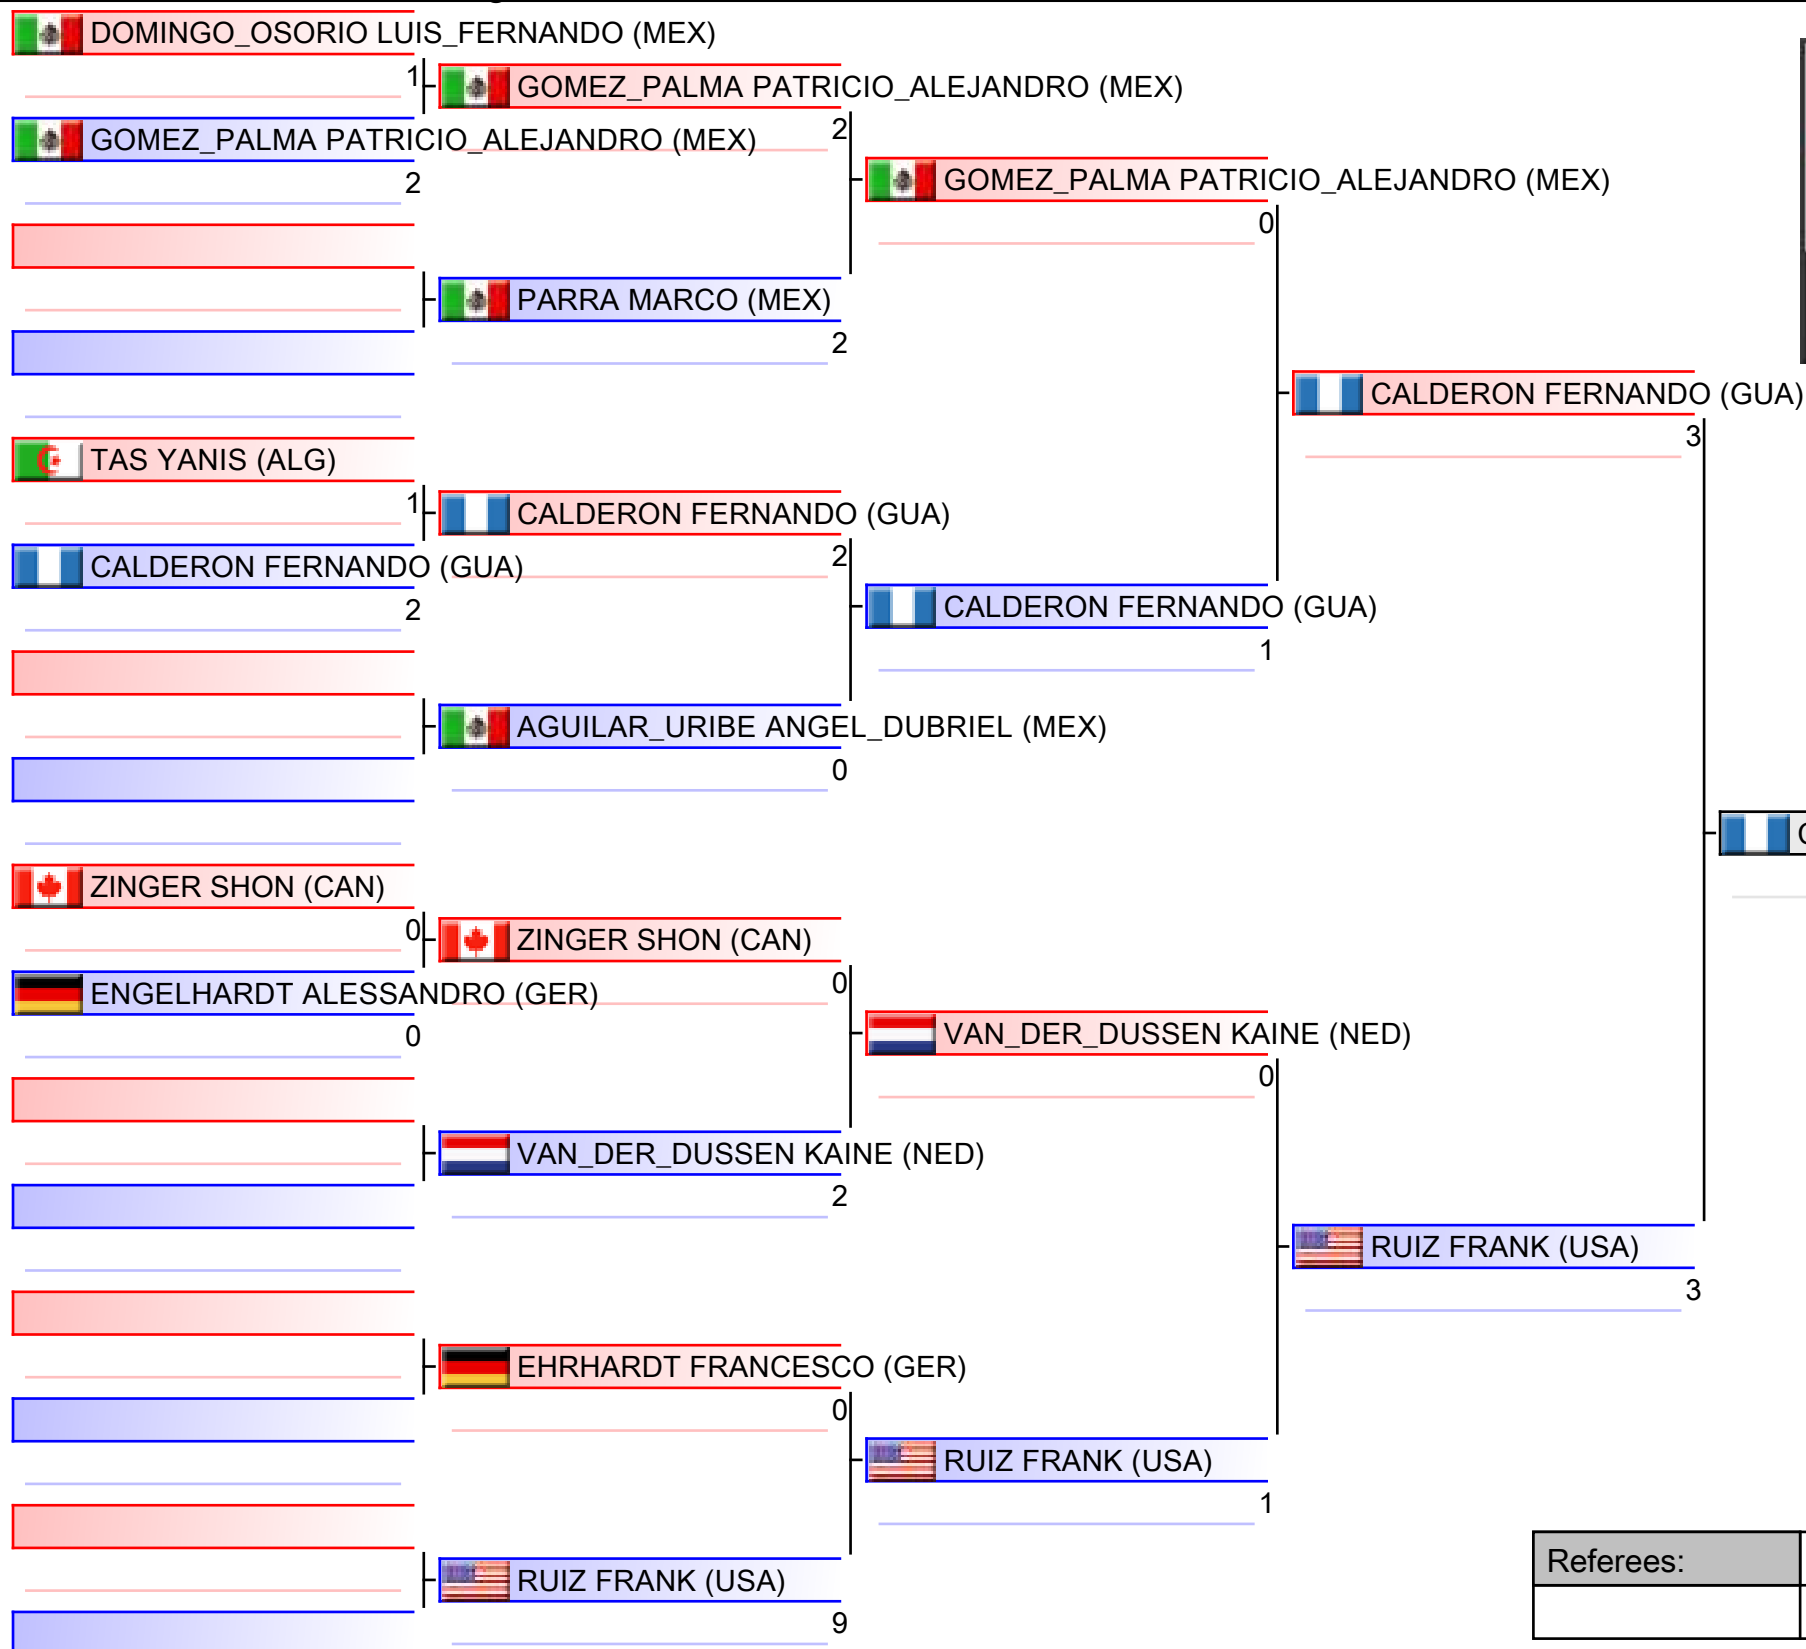 DOMINGO_OSORIO LUIS_FERNANDO (MEX)
1
GOMEZ_PALMA PATRICIO_ALEJANDRO (MEX)
2
TAS YANIS (ALG)
1
CALDERON FERNANDO (GUA)
2
ZINGER SHON (CAN)
0
ENGELHARDT ALESSANDRO (GER)
0
GOMEZ_PALMA PATRICIO_ALEJANDRO (MEX)
2
PARRA MARCO (MEX)
2
CALDERON FERNANDO (GUA)
2
AGUILAR_URIBE ANGEL_DUBRIEL (MEX)
0
ZINGER SHON (CAN)
0
VAN_DER_DUSSEN KAINE (NED)
2
EHRHARDT FRANCESCO (GER)
0
RUIZ FRANK (USA)
9
GOMEZ_PALMA PATRICIO_ALEJANDRO (MEX)
0
CALDERON FERNANDO (GUA)
1
VAN_DER_DUSSEN KAINE (NED)
0
RUIZ FRANK (USA)
1
CALDERON FERNANDO (GUA)
3
RUIZ FRANK (USA)
3
Referees: